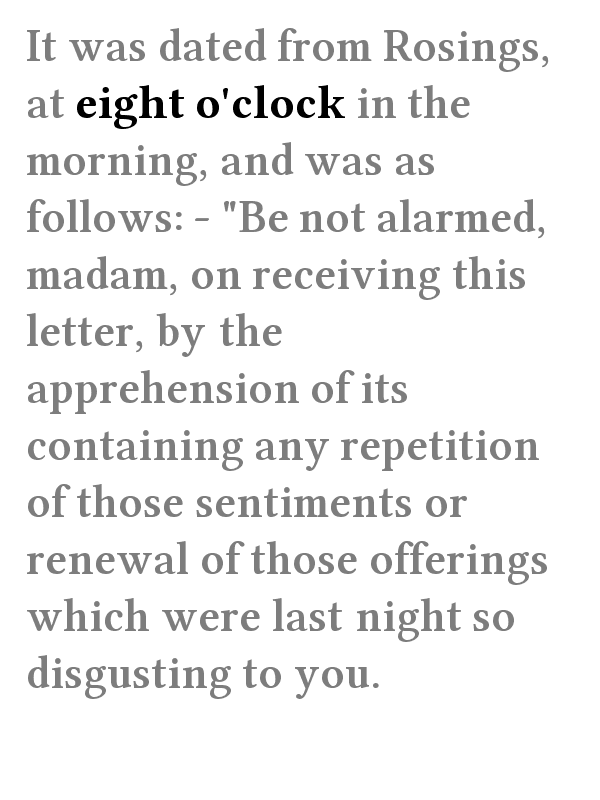 It was dated from Rosings,
at eight o'clock in the
morning, and was as
follows: - "Be not alarmed,
madam, on receiving this
letter, by the
apprehension of its
containing any repetition
of those sentiments or
renewal of those offerings
which were last night so
disgusting to you.